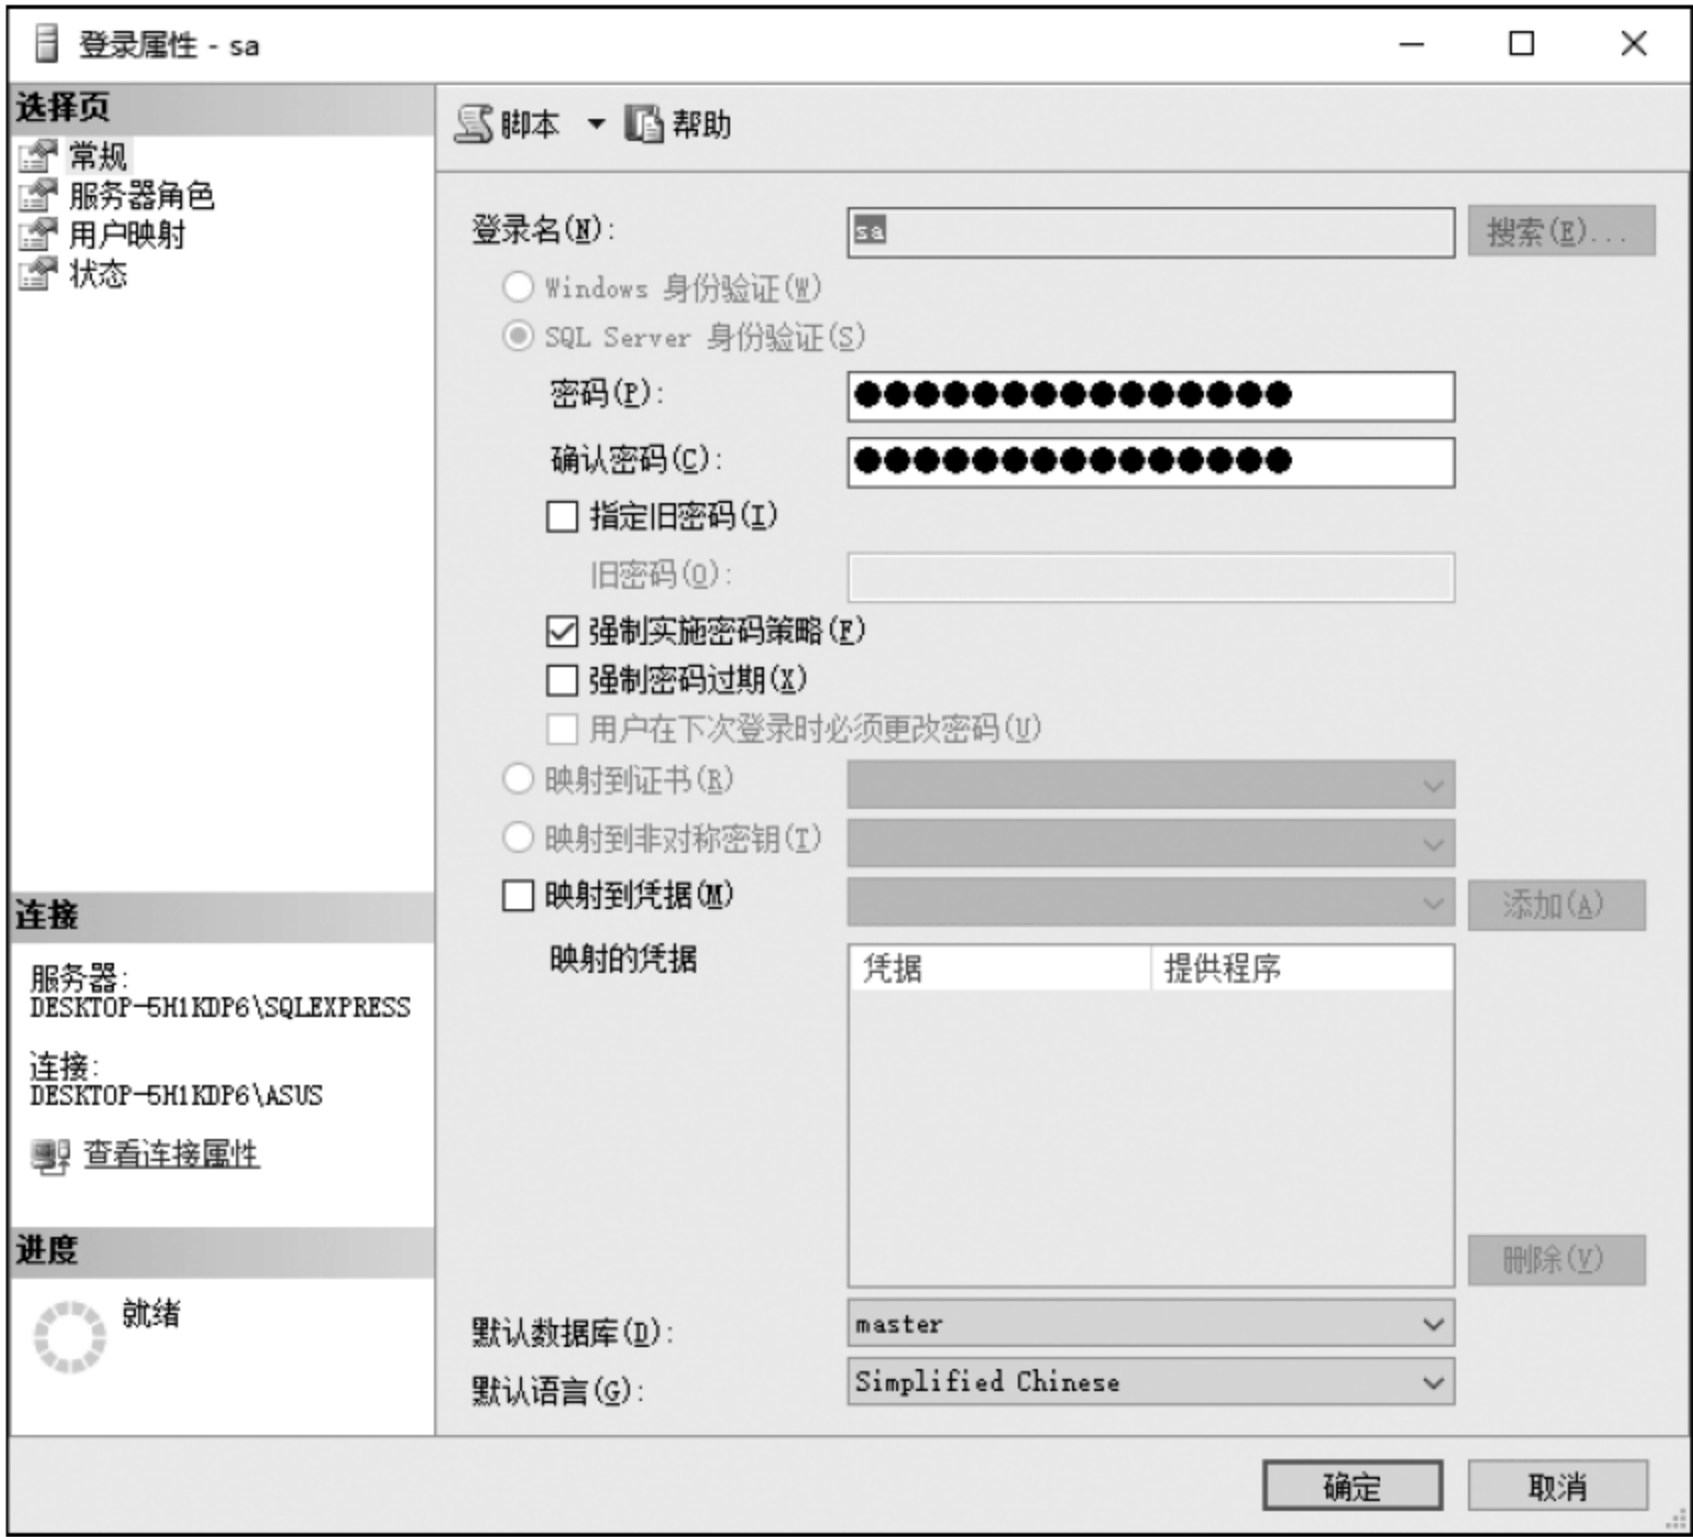 登录属性 - sa
选择页
常规
服务器角色
用户映射
状态
连接
服务器:
DESKTOP-5H1KDP6\SQLEXPRESS
连接:
DESKTOP-5H1KDP6\ASUS
查看连接属性
进度
就绪
脚本 帮助
登录名(N): sa 搜索(E)...
Windows 身份验证(W)
SQL Server 身份验证(S)
密码(P): ●●●●●●●●●●●●●●●
确认密码(C): ●●●●●●●●●●●●●●●
指定旧密码(I)
旧密码(O):
强制实施密码策略(F)
强制密码过期(X)
用户在下次登录时必须更改密码(U)
映射到证书(R)
映射到非对称密钥(T)
映射到凭据(M) 添加(A)
映射的凭据 凭据 提供程序
删除(V)
默认数据库(D): master
默认语言(G): Simplified Chinese
确定 取消